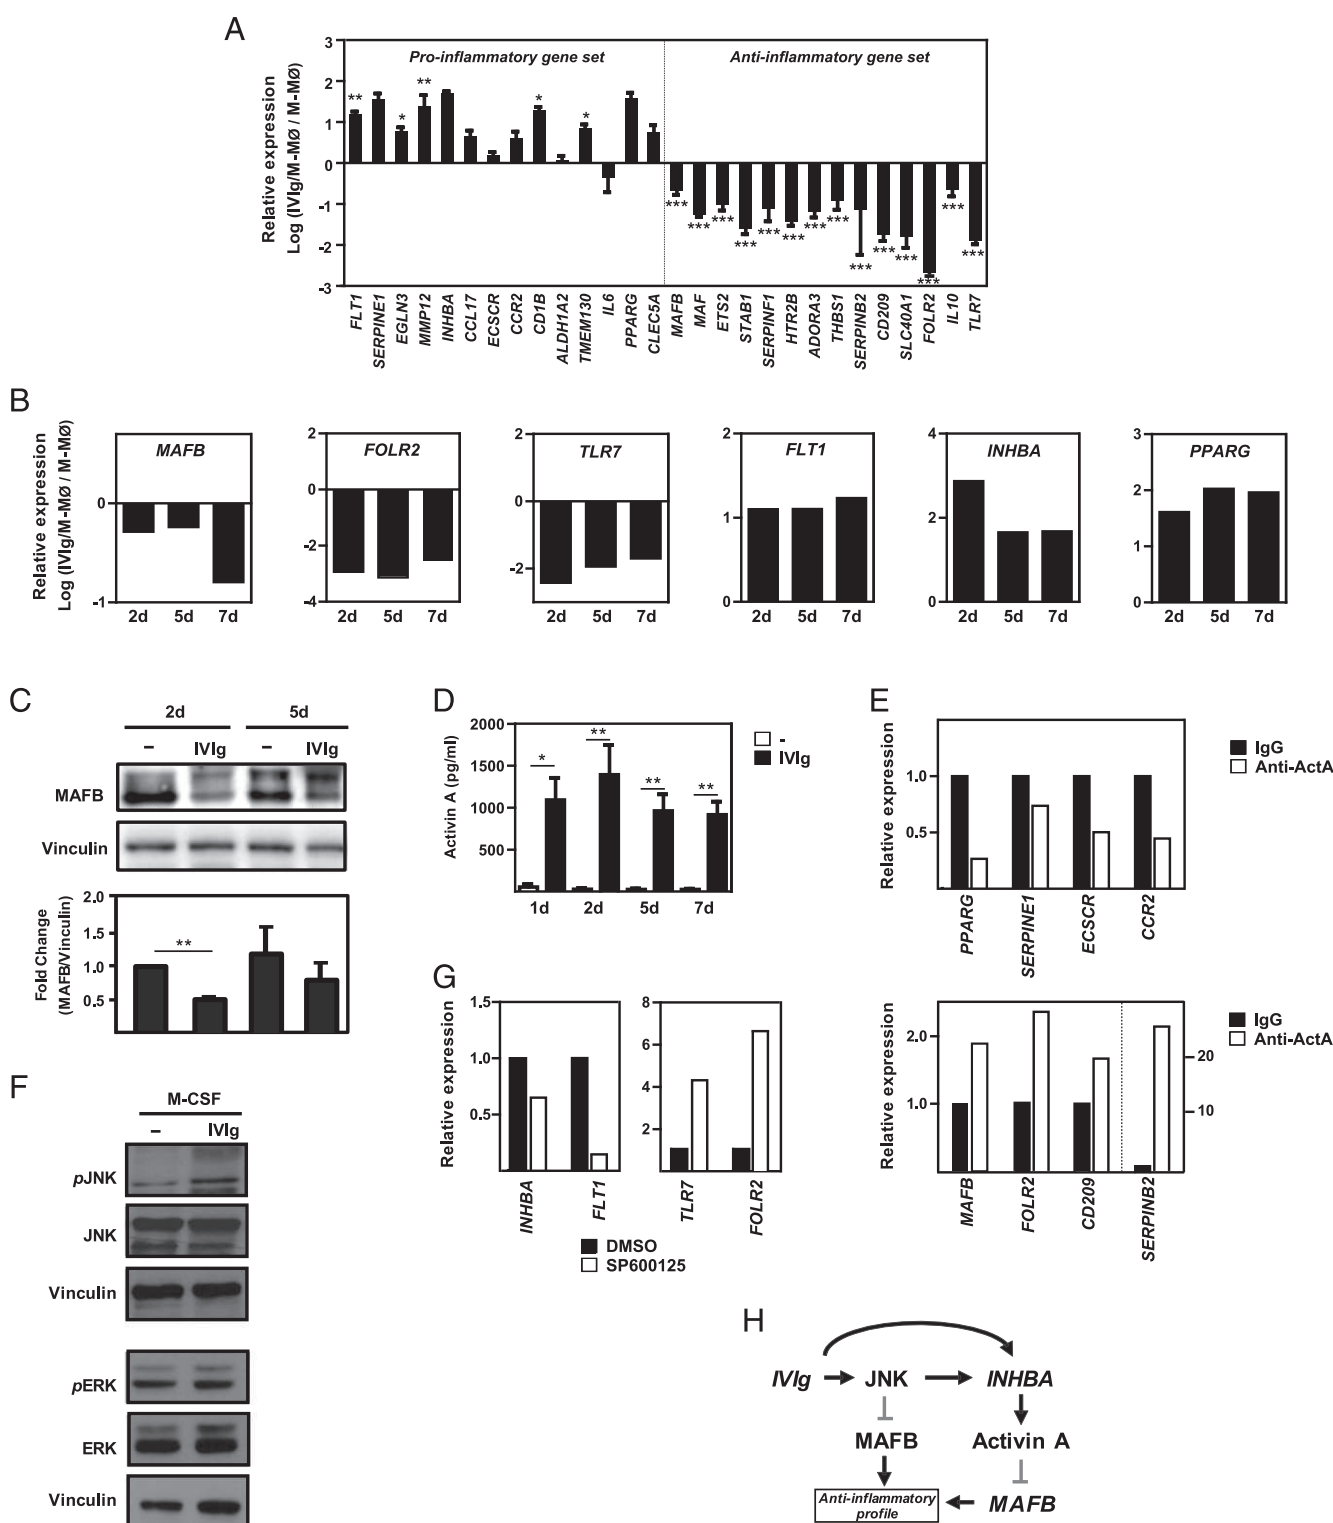 A
Relative expression
Log (IVIg/M-MØ / M-MØ)
3
2
1
0
-1
-2
-3
Pro-inflammatory gene set
Anti-inflammatory gene set
** * ** * *
*** *** *** *** *** *** *** *** *** *** *** *** *** ***
FLT1
SERPINE1
EGLN3
MMP12
INHBA
CCL17
ECSCR
CCR2
CD1B
ALDH1A2
TMEM130
IL6
PPARG
CLEC5A
MAFB
MAF
ETS2
STAB1
SERPINF1
HTR2B
ADORA3
THBS1
SERPINB2
CD209
SLC40A1
FOLR2
IL10
TLR7
B
Relative expression
Log (IVIg/M-MØ / M-MØ)
MAFB
0
-1
2d 5d 7d
FOLR2
2
0
-2
-4
2d 5d 7d
TLR7
2
0
-2
2d 5d 7d
FLT1
2
1
0
2d 5d 7d
INHBA
4
2
0
2d 5d 7d
PPARG
3
2
1
0
2d 5d 7d
C
2d 5d
– IVIg – IVIg
MAFB
Vinculin
Fold Change
(MAFB/Vinculin)
2.0
1.5
1.0
0.5
**
D
Activin A (pg/ml)
2000
1500
1000
500
* ** ** **
-
IVIg
1d 2d 5d 7d
E
Relative expression
1.0
0.5
IgG
Anti-ActA
PPARG
SERPINE1
ECSCR
CCR2
2.0
1.0
20
10
IgG
Anti-ActA
Relative expression
MAFB
FOLR2
CD209
SERPINB2
F
M-CSF
– IVIg
pJNK
JNK
Vinculin
pERK
ERK
Vinculin
G
Relative expression
1.5
1.0
0.5
INHBA
FLT1
Relative expression
8
6
4
2
TLR7
FOLR2
DMSO
SP600125
H
IVIg JNK INHBA
MAFB Activin A
Anti-inflammatory
profile
MAFB